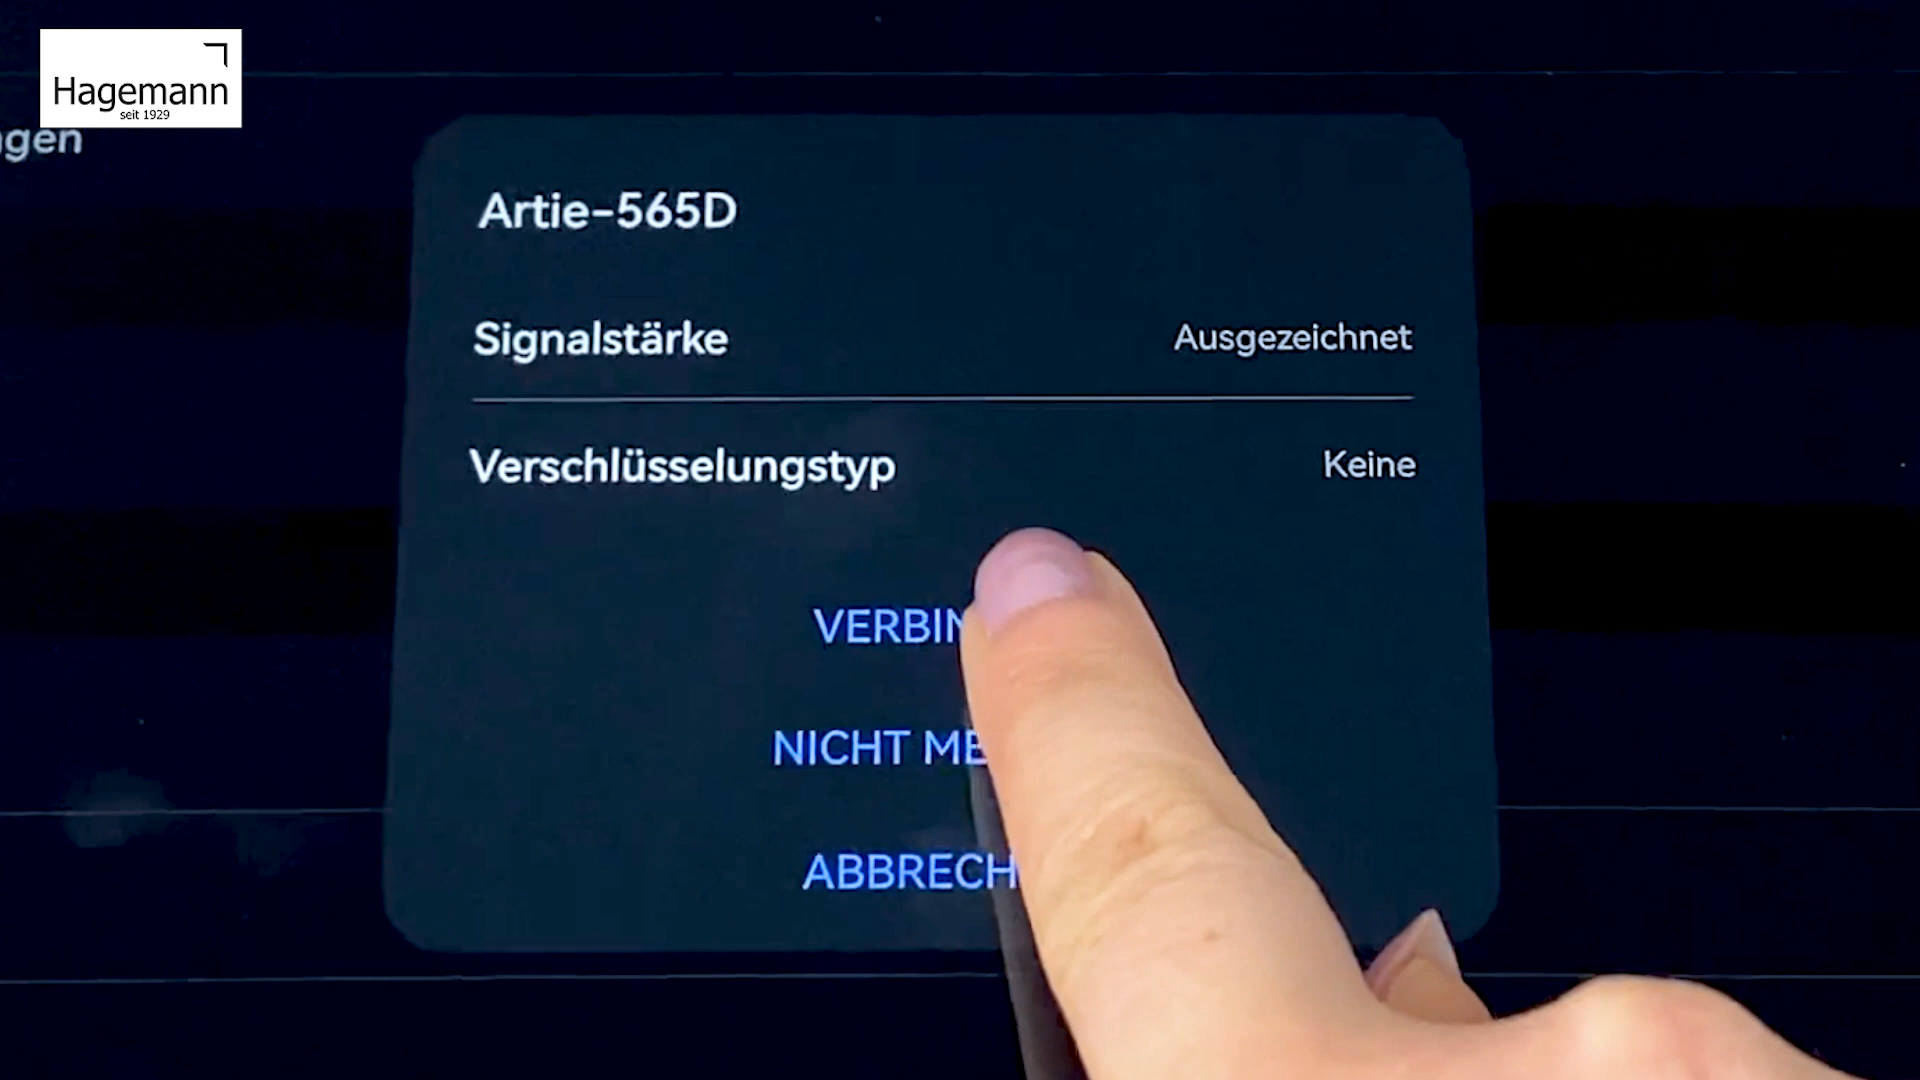 Hagemann
seit 1929
gen
Artie-565D
Signalstärke Ausgezeichnet
Verschlüsselungstyp Keine
VERBIN
NICHT ME
ABBRECH